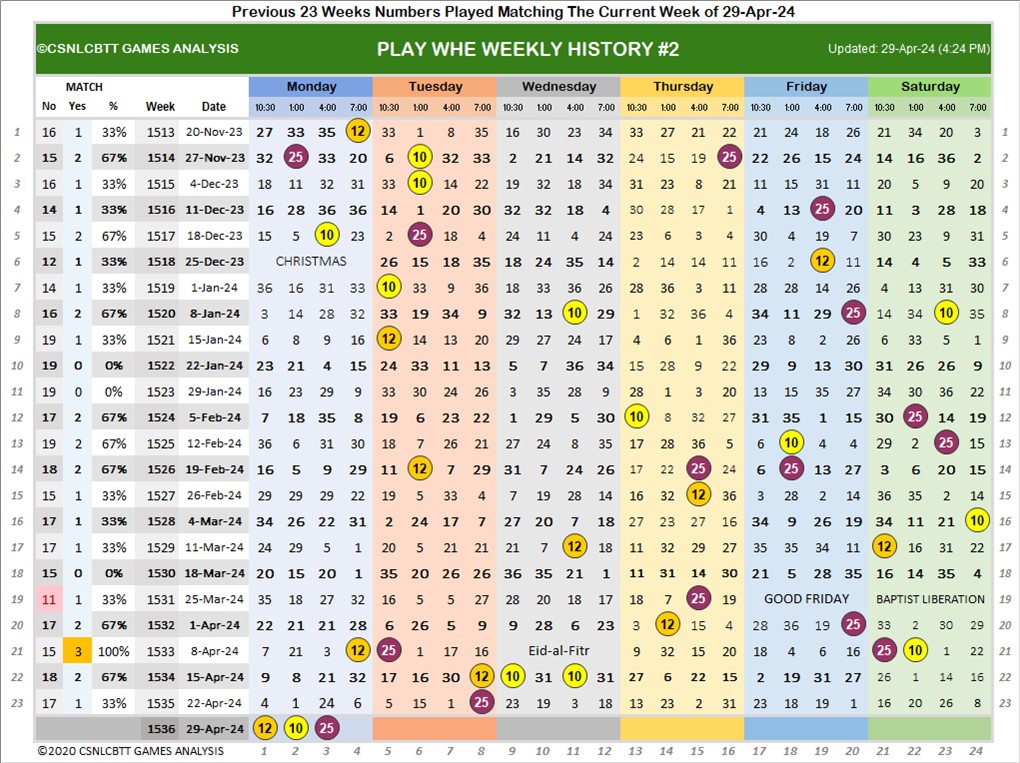 Previous 23 Weeks Numbers Played Matching The Current Week of 29-Apr-24
©CSNLCBTT GAMES ANALYSIS PLAY WHE WEEKLY HISTORY #2 Updated: 29-Apr-24 (4:24 PM)
MATCH Monday Tuesday Wednesday Thursday Friday Saturday
No Yes % Week Date 10:30 1:00 4:00 7:00 10:30 1:00 4:00 7:00 10:30 1:00 4:00 7:00 10:30 1:00 4:00 7:00 10:30 1:00 4:00 7:00 10:30 1:00 4:00 7:00
1 16 1 33% 1513 20-Nov-23 27 33 35 12 33 1 8 35 16 30 23 34 33 27 21 22 21 24 18 26 21 34 20 3 1
2 15 2 67% 1514 27-Nov-23 32 25 33 20 6 10 32 33 2 21 14 32 24 15 19 25 22 26 15 24 14 16 36 2 2
3 16 1 33% 1515 4-Dec-23 18 11 32 31 33 10 14 22 19 32 18 34 31 23 8 21 11 15 31 11 20 5 9 20 3
4 14 1 33% 1516 11-Dec-23 16 28 36 36 14 1 20 30 32 32 18 4 30 28 17 1 4 13 25 20 11 3 28 18 4
5 15 2 67% 1517 18-Dec-23 15 5 10 23 2 25 18 4 24 11 4 24 23 6 3 4 30 4 19 7 30 23 9 31 5
6 12 1 33% 1518 25-Dec-23 CHRISTMAS 26 15 18 35 18 24 35 14 2 14 14 11 16 2 12 11 14 4 5 33 6
7 14 1 33% 1519 1-Jan-24 36 16 31 33 10 33 9 36 18 33 36 26 28 36 3 11 28 28 14 26 4 13 31 30 7
8 16 2 67% 1520 8-Jan-24 3 14 28 32 33 19 34 9 32 13 10 29 1 32 36 4 34 11 29 25 14 34 10 35 8
9 19 1 33% 1521 15-Jan-24 6 8 9 16 12 14 13 20 29 27 24 17 4 6 1 36 23 8 2 26 6 33 5 1 9
10 19 0 0% 1522 22-Jan-24 23 21 4 15 24 33 11 13 5 7 36 34 15 28 9 22 29 9 13 30 31 26 26 9 10
11 19 0 0% 1523 29-Jan-24 16 23 29 9 33 30 24 26 3 35 28 9 28 1 3 20 13 15 35 27 34 30 36 22 11
12 17 2 67% 1524 5-Feb-24 7 18 35 8 19 6 23 22 1 29 5 30 10 8 32 27 31 35 1 15 30 25 14 19 12
13 19 2 67% 1525 12-Feb-24 36 6 31 30 18 7 26 21 27 24 8 35 17 28 36 5 6 10 4 4 29 2 25 15 13
14 18 2 67% 1526 19-Feb-24 16 5 9 29 11 12 7 29 31 7 24 26 17 22 25 24 6 25 13 27 3 6 20 15 14
15 15 1 33% 1527 26-Feb-24 29 29 29 22 19 5 33 4 7 19 28 14 16 32 12 36 3 28 2 14 36 35 2 14 15
16 17 1 33% 1528 4-Mar-24 34 26 22 31 2 24 17 7 27 20 7 18 27 23 27 16 34 9 26 19 34 11 21 10 16
17 17 1 33% 1529 11-Mar-24 24 29 5 1 20 5 21 21 21 7 12 18 11 32 29 27 35 35 34 11 12 16 31 22 17
18 15 0 0% 1530 18-Mar-24 20 15 20 1 35 20 26 26 36 35 21 1 11 31 14 30 21 5 28 35 16 14 35 4 18
19 11 1 33% 1531 25-Mar-24 35 18 27 32 16 5 5 27 28 20 18 17 18 7 25 19 GOOD FRIDAY BAPTIST LIBERATION 19
20 17 2 67% 1532 1-Apr-24 22 21 21 28 6 26 5 9 9 28 6 23 3 12 15 4 28 36 19 25 33 2 30 29 20
21 15 3 100% 1533 8-Apr-24 7 21 3 12 25 1 17 16 Eid-al-Fitr 9 32 15 20 18 4 6 16 25 10 1 22 21
22 18 2 67% 1534 15-Apr-24 9 8 21 32 17 16 30 12 10 31 10 31 27 6 22 15 2 19 31 27 26 1 14 16 22
23 17 1 33% 1535 22-Apr-24 4 1 24 6 5 15 1 25 23 19 3 18 13 23 2 31 23 18 19 1 16 20 26 8 23
1536 29-Apr-24 12 10 25
©2020 CSNLCBTT GAMES ANALYSIS 1 2 3 4 5 6 7 8 9 10 11 12 13 14 15 16 17 18 19 20 21 22 23 24